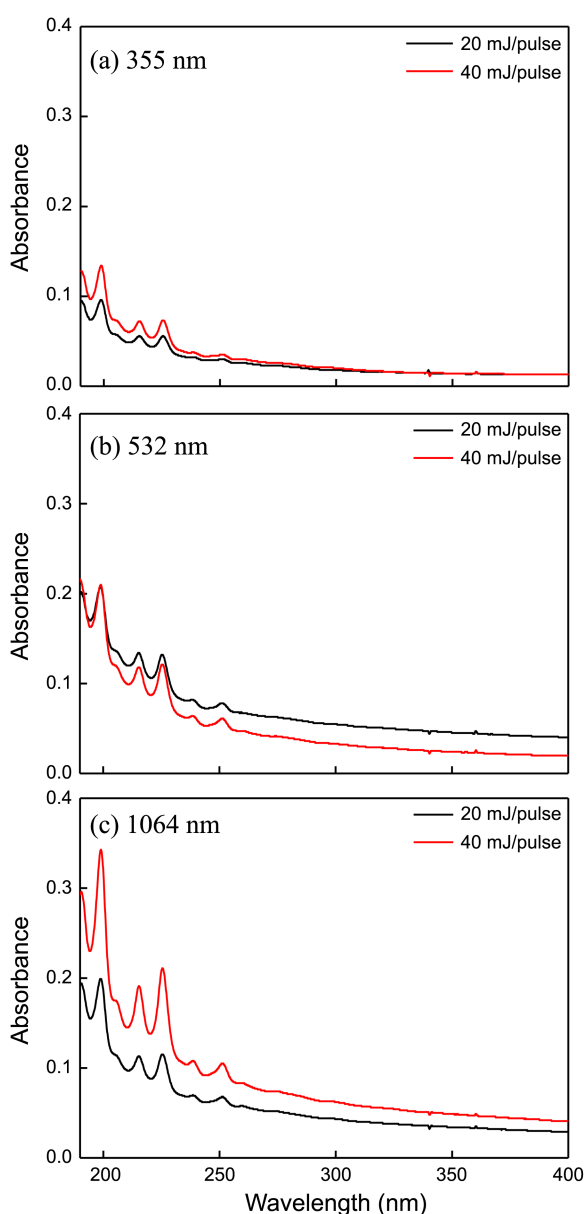 0.4
(a) 355 nm
20 mJ/pulse
40 mJ/pulse
0.3
Absorbance
0.2
0.1
0.0
0.4
(b) 532 nm
20 mJ/pulse
40 mJ/pulse
0.3
Absorbance
0.2
0.1
0.0
0.4
(c) 1064 nm
20 mJ/pulse
40 mJ/pulse
0.3
Absorbance
0.2
0.1
0.0
200 250 300 350 400
Wavelength (nm)